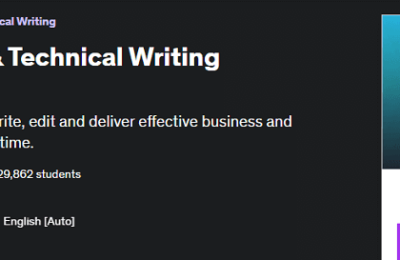 cal Writing
& Technical Writing
rite, edit and deliver effective business and
time.
29,862 students
English [Auto]